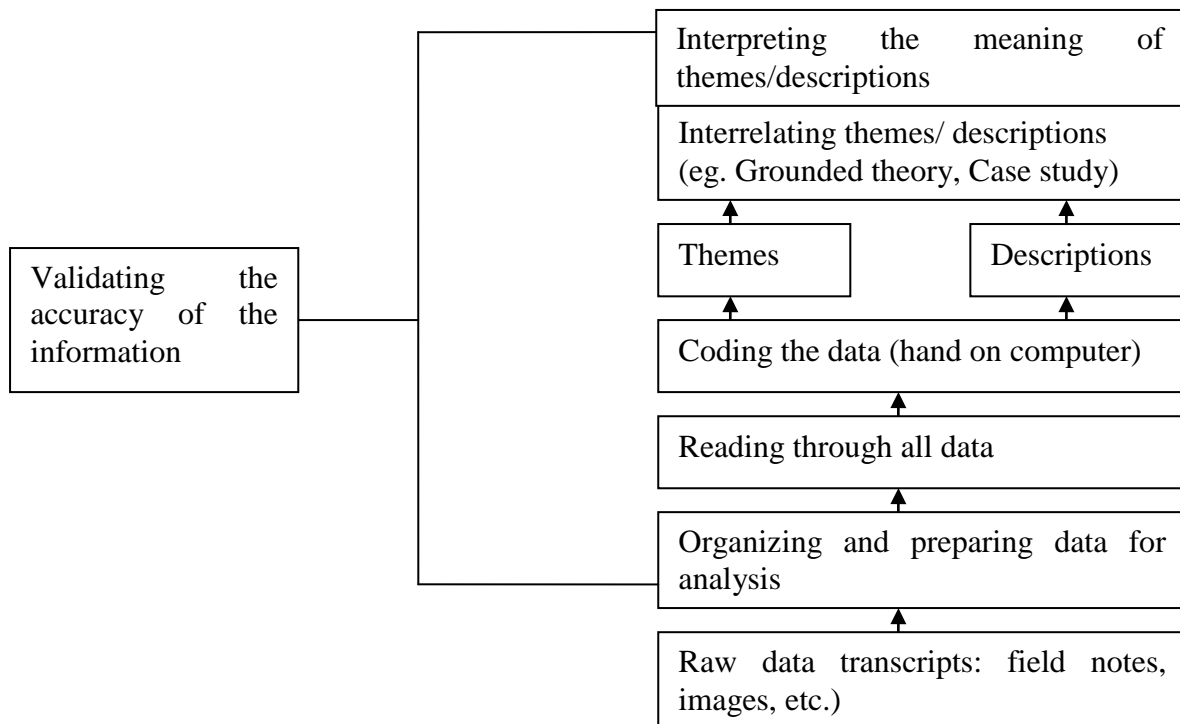 Interpreting the meaning of
themes/descriptions
Interrelating themes/ descriptions
(eg. Grounded theory, Case study)
Themes
Descriptions
Validating the
accuracy of the
information
Coding the data (hand on computer)
Reading through all data
Organizing and preparing data for
analysis
Raw data transcripts: field notes,
images, etc.)